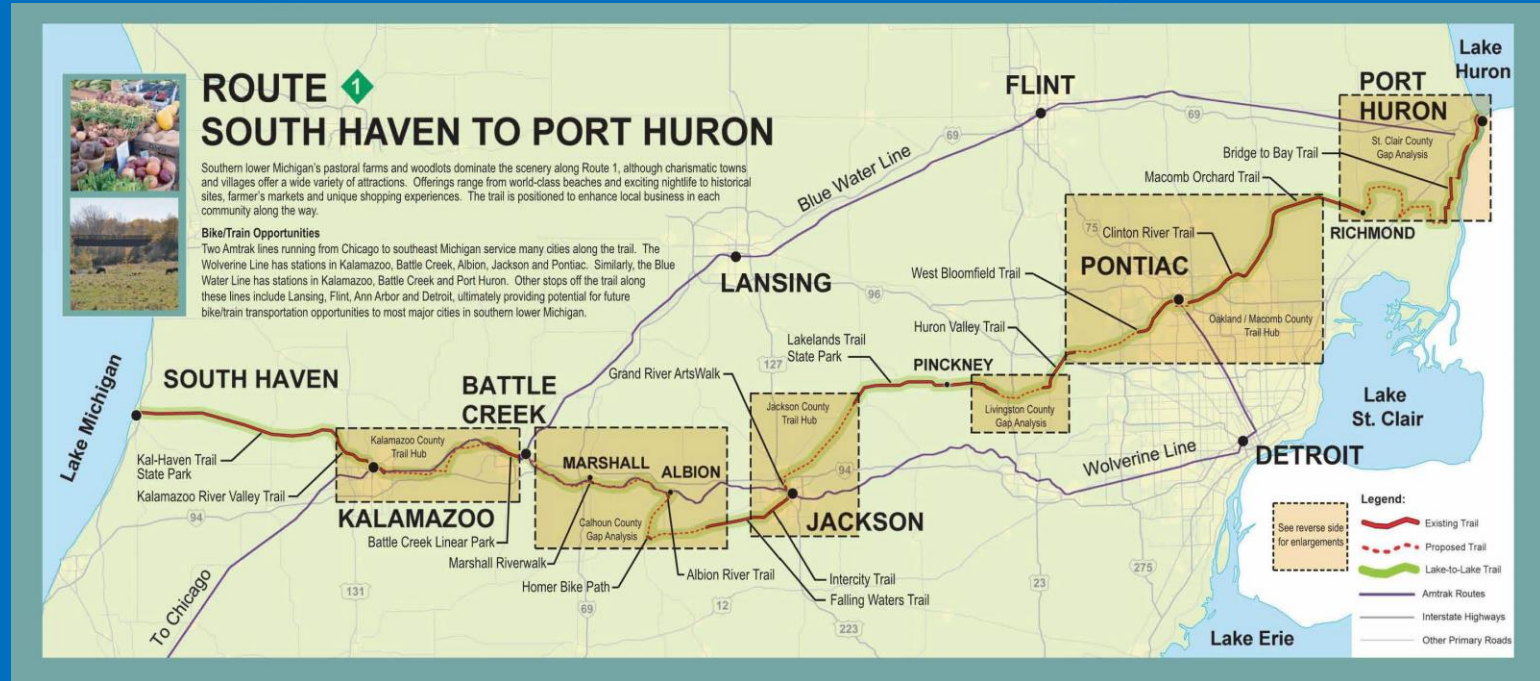 ROUTE 1
SOUTH HAVEN TO PORT HURON
Southern lower Michigan's pastoral farms and woodlots dominate the scenery along Route 1, although charismatic towns
and villages offer a wide variety of attractions. Offerings range from world-class beaches and exciting nightlife to historical
sites, farmer's markets and unique shopping experiences. The trail is positioned to enhance local business in each
community along the way.
Bike/Train Opportunities
Two Amtrak lines running from Chicago to southeast Michigan service many cities along the trail. The
Wolverine Line has stations in Kalamazoo, Battle Creek, Albion, Jackson and Pontiac. Similarly, the Blue
Water Line has stations in Kalamazoo, Battle Creek and Port Huron. Other stops off the trail along
these lines include Lansing, Flint, Ann Arbor and Detroit, ultimately providing potential for future
bike/train transportation opportunities to most major cities in southern lower Michigan.
Lake
Huron
PORT
HURON
St. Clair County
Gap Analysis
FLINT
69
69
Blue Water Line
Bridge to Bay Trail
Macomb Orchard Trail
RICHMOND
75
Clinton River Trail
PONTIAC
West Bloomfield Trail
Oakland / Macomb County
Trail Hub
LANSING
96
Huron Valley Trail
Lakelands Trail
State Park
PINCKNEY
Livingston County
Gap Analysis
127
Grand River ArtsWalk
Jackson County
Trail Hub
94
Lake Michigan
SOUTH HAVEN
BATTLE
CREEK
Kal-Haven Trail
State Park
Kalamazoo River Valley Trail
Kalamazoo County
Trail Hub
94
KALAMAZOO
Battle Creek Linear Park
MARSHALL
ALBION
Calhoun County
Gap Analysis
Marshall Riverwalk
Homer Bike Path
Albion River Trail
JACKSON
Intercity Trail
Falling Waters Trail
Wolverine Line
DETROIT
Lake
St. Clair
To Chicago
131
69
12
223
23
275
Lake Erie
See reverse side
for enlargements
Legend:
Existing Trail
Proposed Trail
Lake-to-Lake Trail
Amtrak Routes
Interstate Highways
Other Primary Roads